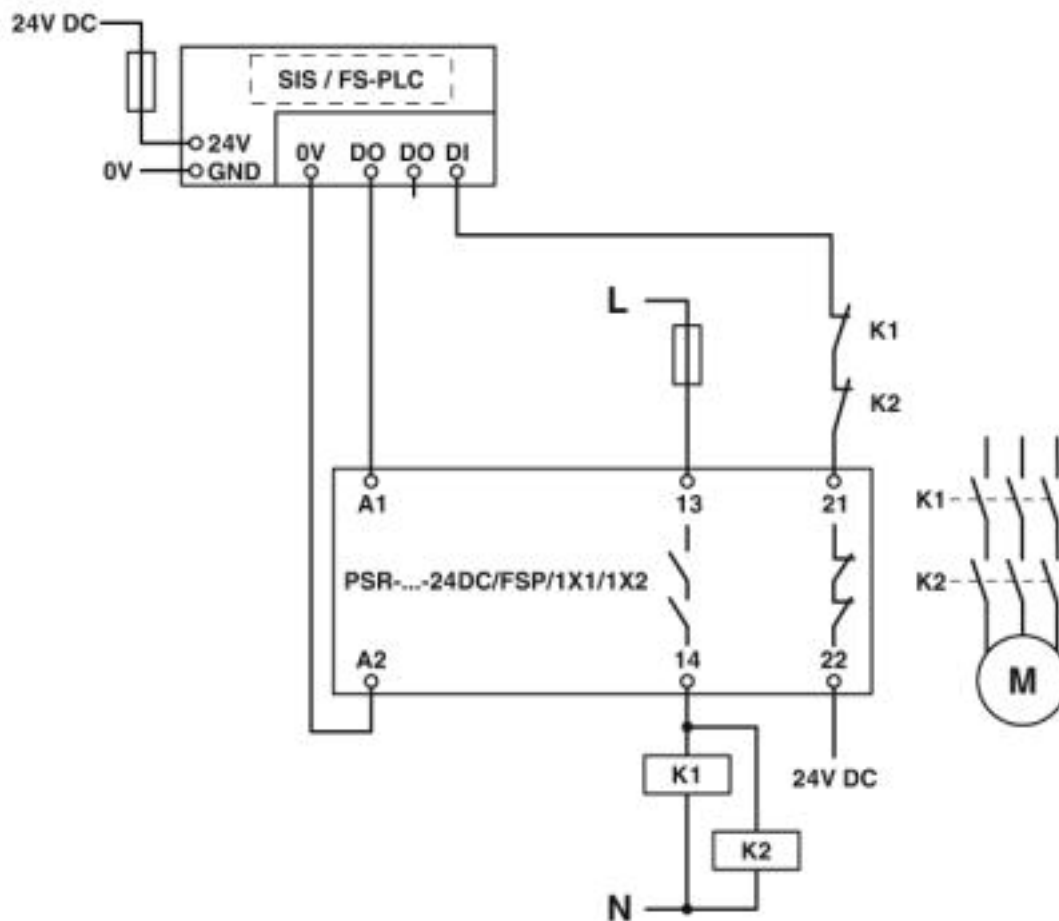 24V DC
SIS / FS-PLC
24V
0V DO DO DI
0V
GND
L
K1
K2
A1 13 21
K1
PSR-...-24DC/FSP/1X1/1X2
K2
A2 14 22
M
K1
24V DC
K2
N